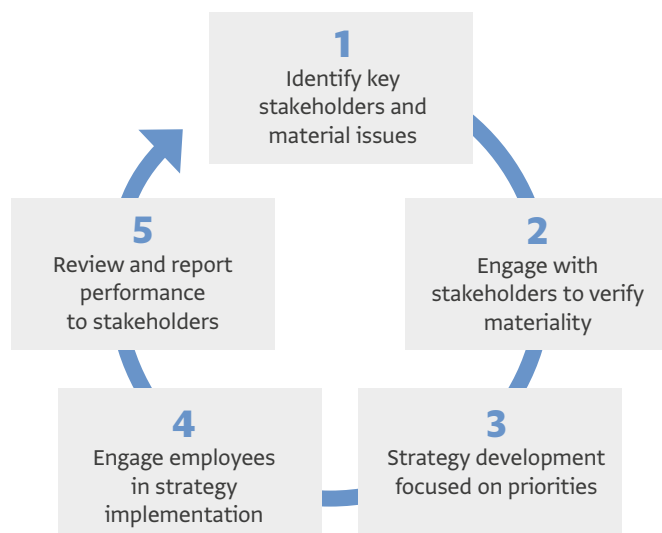 1
Identify key
stakeholders and
material issues
2
Engage with
stakeholders to verify
materiality
3
Strategy development
focused on priorities
4
Engage employees
in strategy
implementation
5
Review and report
performance
to stakeholders